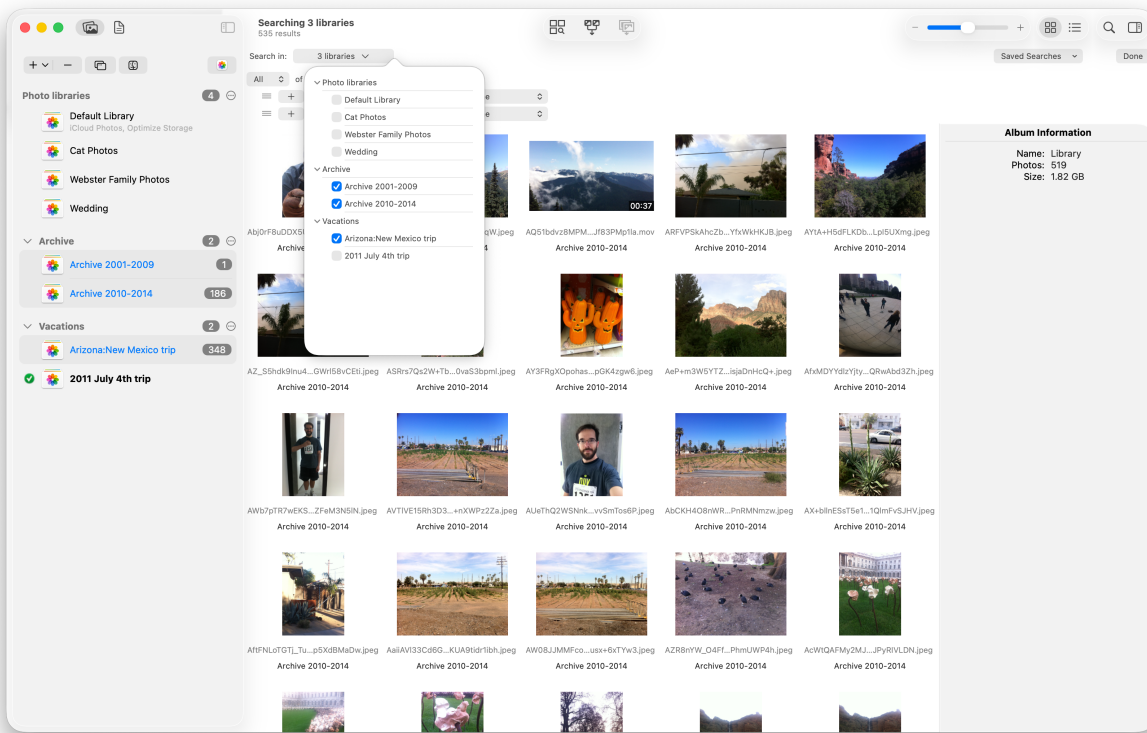 Searching 3 libraries
535 results
Search in: 3 libraries
Saved Searches
Done
All of
Photo libraries 4
Default Library
iCloud Photos, Optimize Storage
Cat Photos
Webster Family Photos
Wedding
Archive 2
Archive 2001-2009 1
Archive 2010-2014 186
Vacations 2
Arizona:New Mexico trip 348
2011 July 4th trip
Photo libraries
Default Library
Cat Photos
Webster Family Photos
Wedding
Archive
Archive 2001-2009
Archive 2010-2014
Vacations
Arizona:New Mexico trip
2011 July 4th trip
Album Information
Name: Library
Photos: 519
Size: 1.82 GB
00:37
AQ51bdvz8MPM...Jf83PMp1la.mov ARFVPSkAhcZb...YfxWkHKJB.jpeg AYtA+H5dFLKDb...LpI5UXmg.jpeg
Archive 2010-2014 Archive 2010-2014 Archive 2010-2014
AZ_S5hdk9lnu4...GWrl58vCEti.jpeg ASRrs7Qs2W+Tb...0vaS3bpmI.jpeg AY3FRgXOpohas...pGK4zgw6.jpeg AeP+m3W5YTZ...isjaDnHcQ+.jpeg AfxMDYYdlzYjty...QRwAbd3Zh.jpeg
Archive 2010-2014 Archive 2010-2014 Archive 2010-2014 Archive 2010-2014 Archive 2010-2014
AWb7pTR7wEKS...ZFeM3N5lN.jpeg AVTIVE15Rh3D3...+nXWPz2Za.jpeg AUeThQ2WSNnk...vvSmTos6P.jpeg AbCKH4O8nWR...PnRMNmzw.jpeg AX+bllnESsT5e1...1QlmFvSJHV.jpeg
Archive 2010-2014 Archive 2010-2014 Archive 2010-2014 Archive 2010-2014 Archive 2010-2014
AftFNLoTGTj_Tu...p5XdBMaDw.jpeg AaiiAVI33Cd6G...KUA9tidr1ibh.jpeg AW08JJMMFco...usx+6xTYw3.jpeg AZR8nYW_O4Ff...PhmUWP4h.jpeg AcWtQAFMy2MJ...JPyRIVLDN.jpeg
Archive 2010-2014 Archive 2010-2014 Archive 2010-2014 Archive 2010-2014 Archive 2010-2014